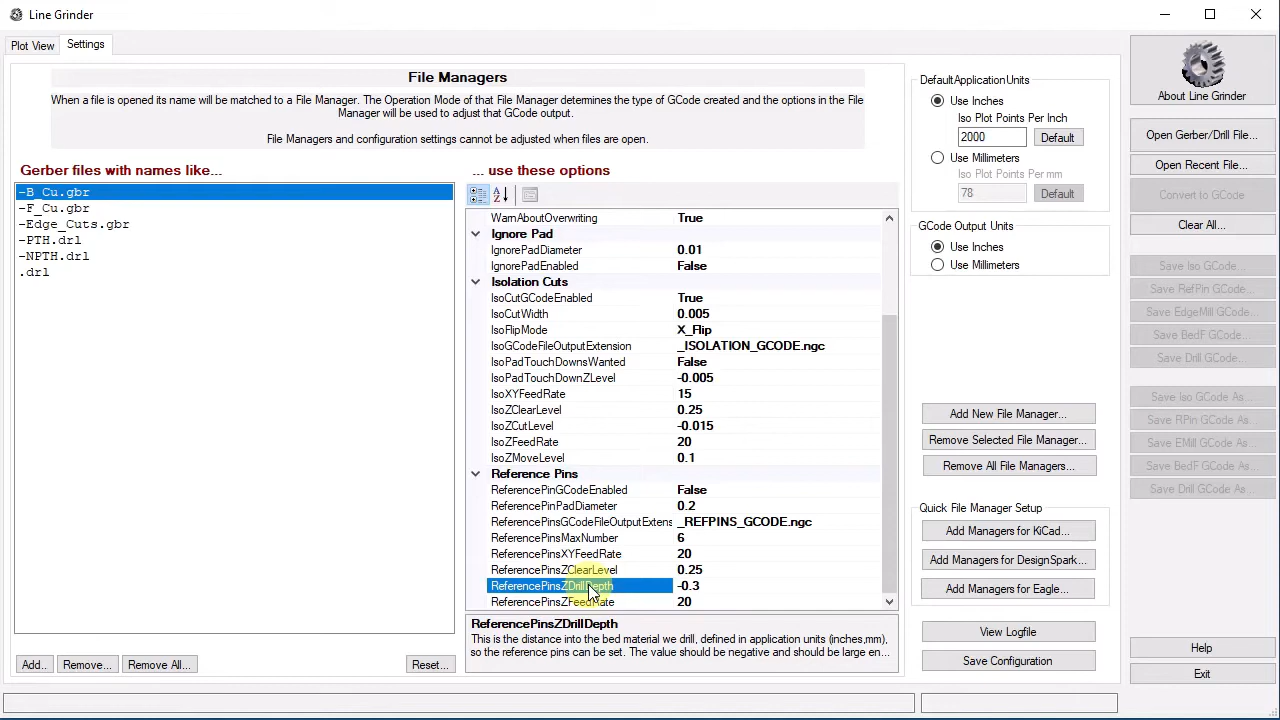 Line Grinder
Plot View
Settings
File Managers
When a file is opened its name will be matched to a File Manager. The Operation Mode of that File Manager determines the type of GCode created and the options in the File
Manager will be used to adjust that GCode output.
File Managers and configuration settings cannot be adjusted when files are open.
Gerber files with names like...
... use these options
-B_Cu.gbr
-F_Cu.gbr
-Edge_Cuts.gbr
-PTH.drl
-NPTH.drl
.drl
Add..
Remove...
Remove All...
Reset...
WarnAboutOverwriting True
Ignore Pad
IgnorePadDiameter 0.01
IgnorePadEnabled False
Isolation Cuts
IsoCutGCodeEnabled True
IsoCutWidth 0.005
IsoFlipMode X_Flip
IsoGCodeFileOutputExtension _ISOLATION_GCODE.ngc
IsoPadTouchDownsWanted False
IsoPadTouchDownZLevel -0.005
IsoXYFeedRate 15
IsoZClearLevel 0.25
IsoZCutLevel -0.015
IsoZFeedRate 20
IsoZMoveLevel 0.1
Reference Pins
ReferencePinGCodeEnabled False
ReferencePinPadDiameter 0.2
ReferencePinsGCodeFileOutputExtens _REFPINS_GCODE.ngc
ReferencePinsMaxNumber 6
ReferencePinsXYFeedRate 20
ReferencePinsZClearLevel 0.25
ReferencePinsZDrillDepth -0.3
ReferencePinsZFeedRate 20
ReferencePinsZDrillDepth
This is the distance into the bed material we drill, defined in application units (inches,mm),
so the reference pins can be set. The value should be negative and should be large en...
DefaultApplicationUnits
Use Inches
Iso Plot Points Per Inch
2000 Default
Use Millimeters
Iso Plot Points Per mm
78 Default
GCode Output Units
Use Inches
Use Millimeters
Add New File Manager...
Remove Selected File Manager...
Remove All File Managers...
Quick File Manager Setup
Add Managers for KiCad...
Add Managers for DesignSpark...
Add Managers for Eagle...
View Logfile
Save Configuration
About Line Grinder
Open Gerber/Drill File...
Open Recent File...
Convert to GCode
Clear All...
Save Iso GCode...
Save RefPin GCode...
Save EdgeMill GCode...
Save BedF GCode...
Save Drill GCode...
Save Iso GCode As...
Save RPin GCode As...
Save EMill GCode As...
Save BedF GCode As...
Save Drill GCode As...
Help
Exit